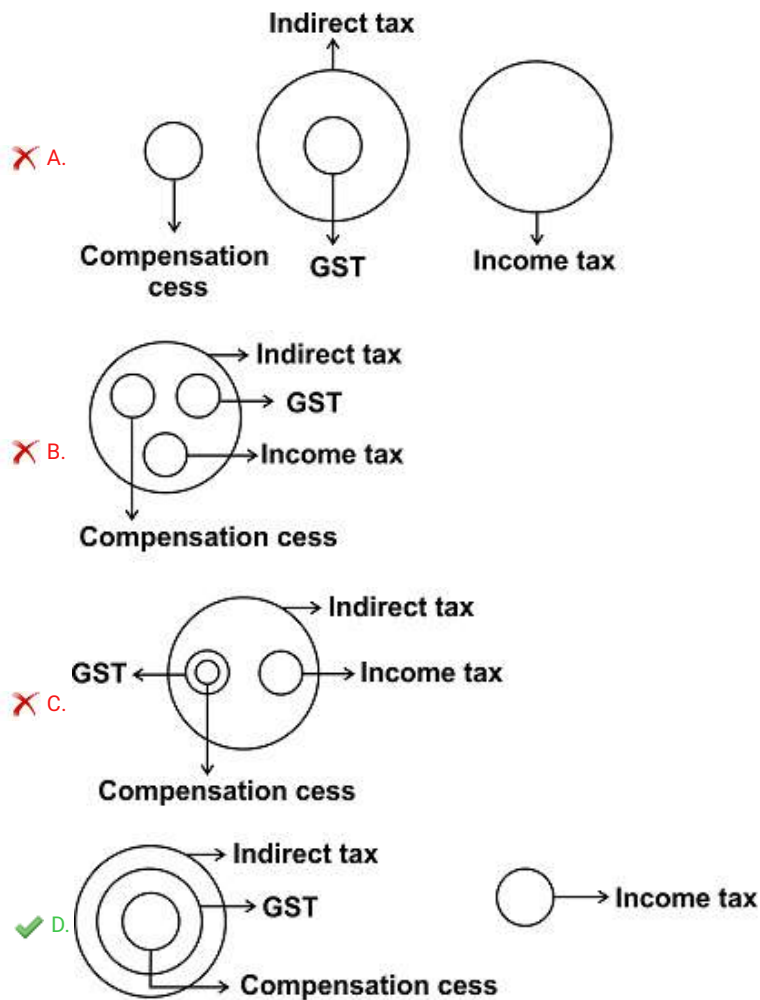 Indirect tax
A.
Compensation
cess
GST
Income tax
Indirect tax
GST
B.
Income tax
Compensation cess
Indirect tax
GST
Income tax
C.
Compensation cess
Indirect tax
GST
Income tax
D.
Compensation cess